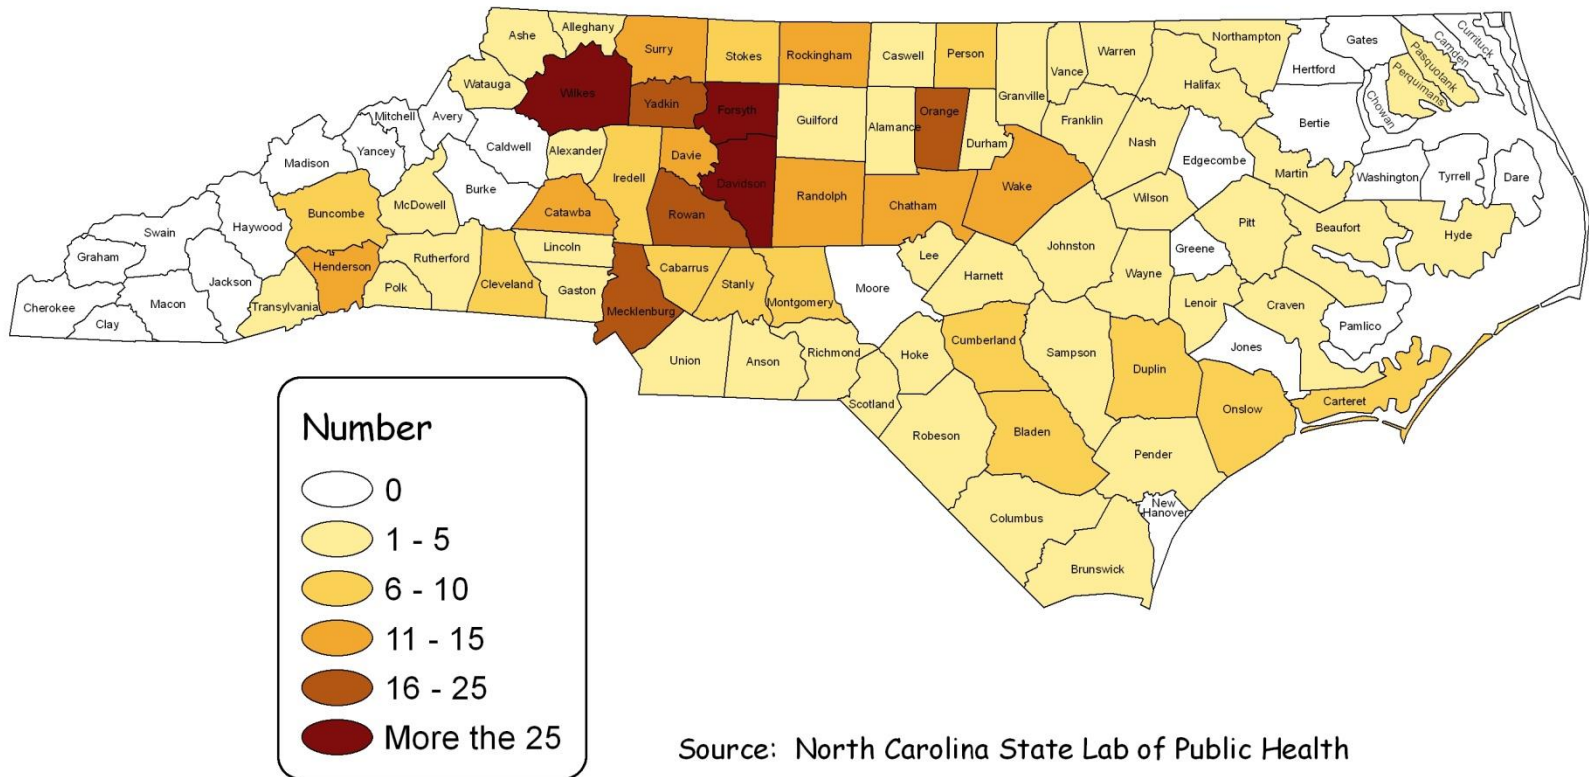 Ashe
Alleghany
Surry
Stokes
Rockingham
Caswell
Person
Granville
Vance
Warren
Northampton
Halifax
Hertford
Gates
Currituck
Camden
Pasquotank
Perquimans
Chowan
Bertie
Watauga
Wilkes
Yadkin
Forsyth
Guilford
Alamance
Orange
Durham
Franklin
Nash
Edgecombe
Martin
Washington
Tyrrell
Dare
Mitchell
Avery
Caldwell
Alexander
Iredell
Davie
Davidson
Randolph
Chatham
Wake
Wilson
Pitt
Beaufort
Hyde
Madison
Yancey
Burke
McDowell
Buncombe
Haywood
Swain
Graham
Cherokee
Clay
Macon
Jackson
Transylvania
Henderson
Polk
Rutherford
Cleveland
Lincoln
Gaston
Catawba
Rowan
Mecklenburg
Cabarrus
Stanly
Montgomery
Moore
Lee
Harnett
Johnston
Wayne
Greene
Lenoir
Craven
Pamlico
Jones
Carteret
Onslow
Duplin
Sampson
Cumberland
Hoke
Richmond
Scotland
Anson
Union
Robeson
Bladen
Pender
New
Hanover
Columbus
Brunswick
Number
0
1 - 5
6 - 10
11 - 15
16 - 25
More the 25
Source: North Carolina State Lab of Public Health